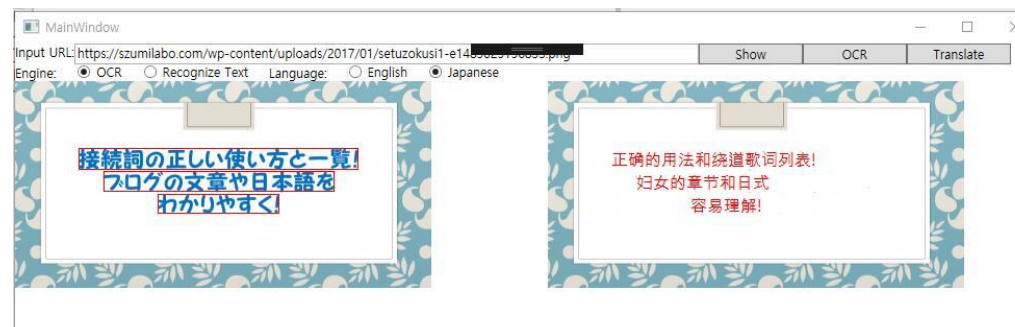 MainWindow
Input URL: https://szumilabo.com/wp-content/uploads/2017/01/setuzokusi1-e1485625136855.png Show OCR Translate
Engine: OCR Recognize Text Language: English Japanese
接続詞の正しい使い方と一覧!
ブログの文章や日本語を
わかりやすく!
正确的用法和绕道歌词列表!
妇女的章节和日式
容易理解!